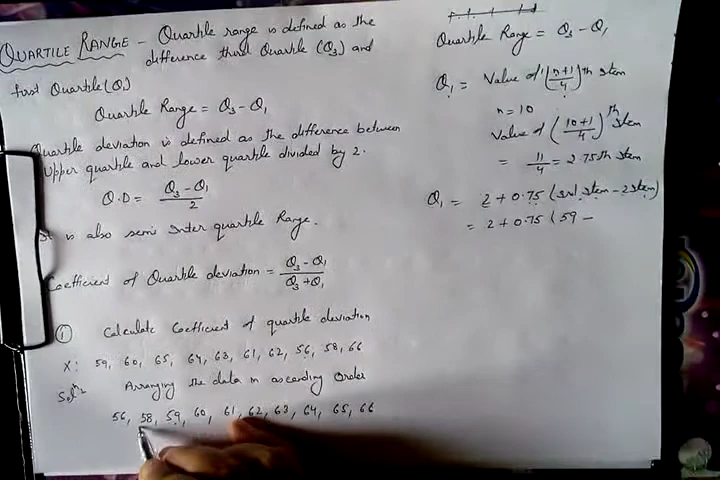 QUARTILE RANGE - Quartile range is defined as the
difference third Quartile (Q3) and
first Quartile (Q1)
Quartile Range = Q3 - Q1
Quartile deviation is defined as the difference between
Upper quartile and lower quartile divided by 2.
Q.D = (Q3 - Q1)/2
It is also semi Inter quartile Range.
Coefficient of Quartile deviation = (Q3 - Q1)/(Q3 + Q1)
① Calculate Coefficient of quartile deviation
X: 59, 60, 65, 64, 63, 61, 62, 56, 58, 66
Solⁿ Arranging the data in ascending order
56, 58, 59, 60, 61, 62, 63, 64, 65, 66
Quartile Range = Q3 - Q1
Q1 = Value of ((n+1)/4)th item
n = 10
Value of ((10+1)/4)th item
= 11/4 = 2.75th item
Q1 = 2 + 0.75 (3rd item - 2 item)
= 2 + 0.75 (59 -